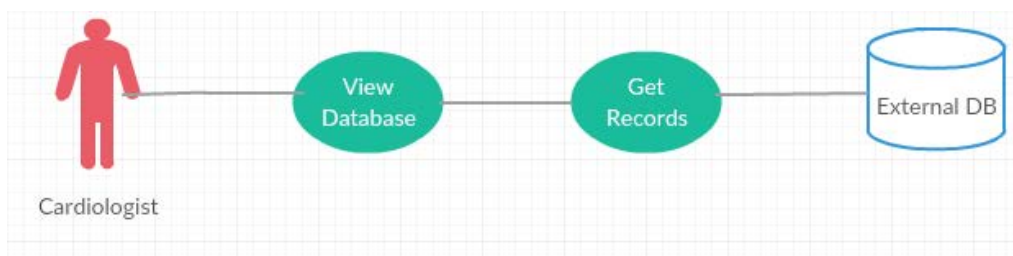 View
Database
Get
Records
External DB
Cardiologist